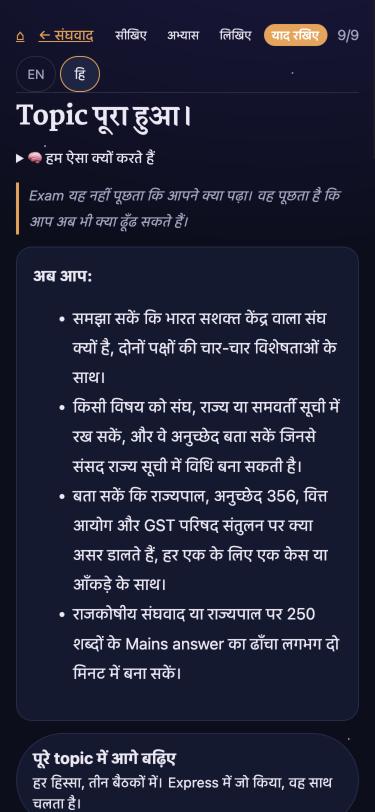 ⌂ ← संघवाद सीखिए अभ्यास लिखिए याद रखिए 9/9
EN हि
Topic पूरा हुआ।
▶ 🧠 हम ऐसा क्यों करते हैं
Exam यह नहीं पूछता कि आपने क्या पढ़ा। वह पूछता है कि
आप अब भी क्या ढूँढ सकते हैं।
अब आप:
• समझा सकें कि भारत सशक्त केंद्र वाला संघ
क्यों है, दोनों पक्षों की चार-चार विशेषताओं के
साथ।
• किसी विषय को संघ, राज्य या समवर्ती सूची में
रख सकें, और वे अनुच्छेद बता सकें जिनसे
संसद राज्य सूची में विधि बना सकती है।
• बता सकें कि राज्यपाल, अनुच्छेद 356, वित्त
आयोग और GST परिषद संतुलन पर क्या
असर डालते हैं, हर एक के लिए एक केस या
आँकड़े के साथ।
• राजकोषीय संघवाद या राज्यपाल पर 250
शब्दों के Mains answer का ढाँचा लगभग दो
मिनट में बना सकें।
पूरे topic में आगे बढ़िए
हर हिस्सा, तीन बैठकों में। Express में जो किया, वह साथ
चलता है।